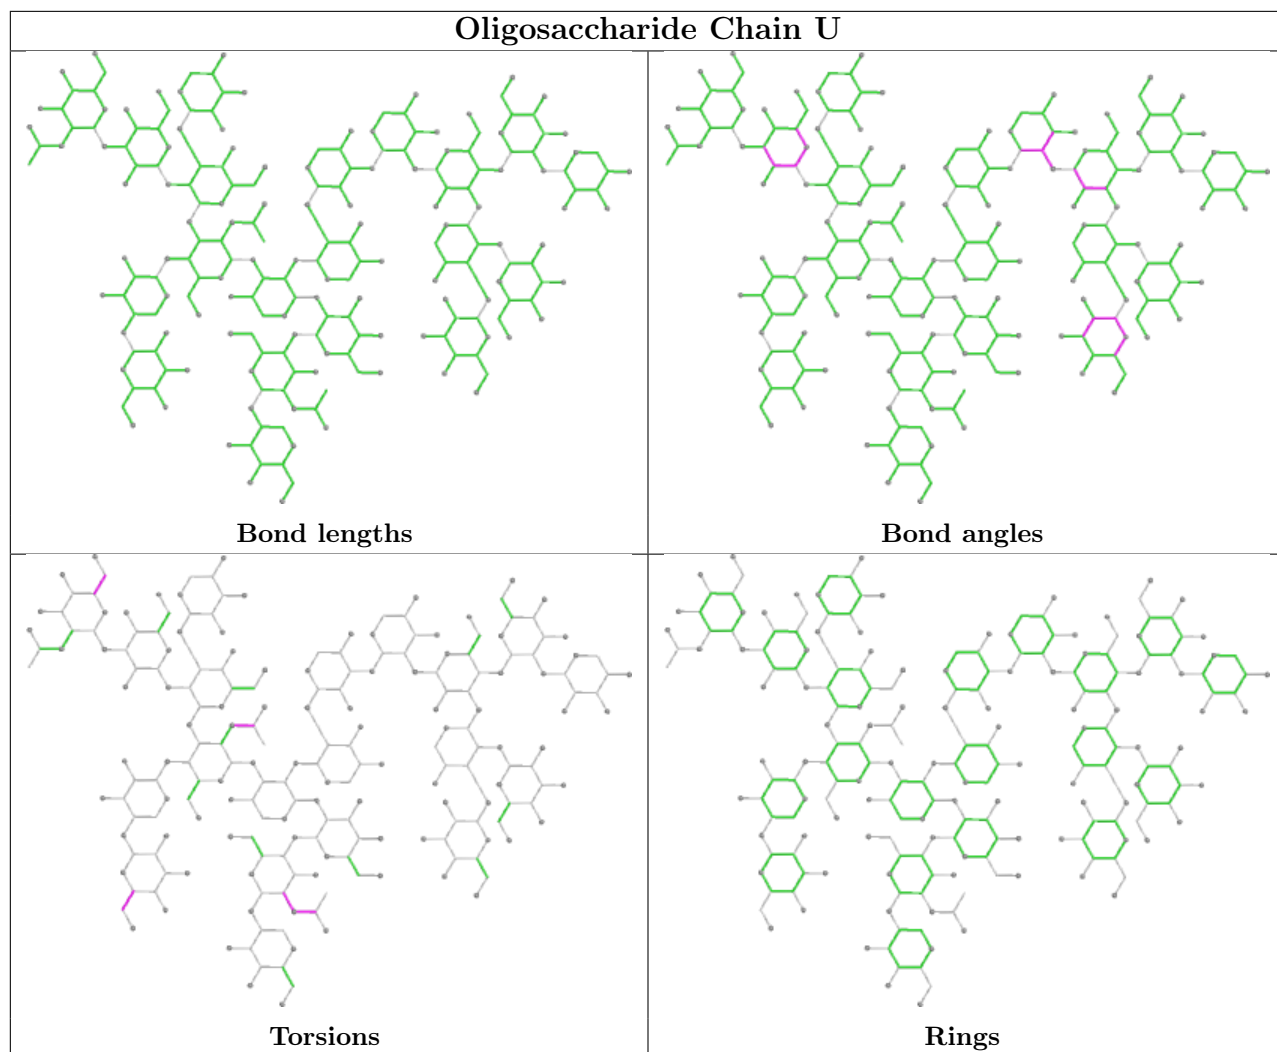 Oligosaccharide Chain U
Bond lengths
Bond angles
Torsions
Rings